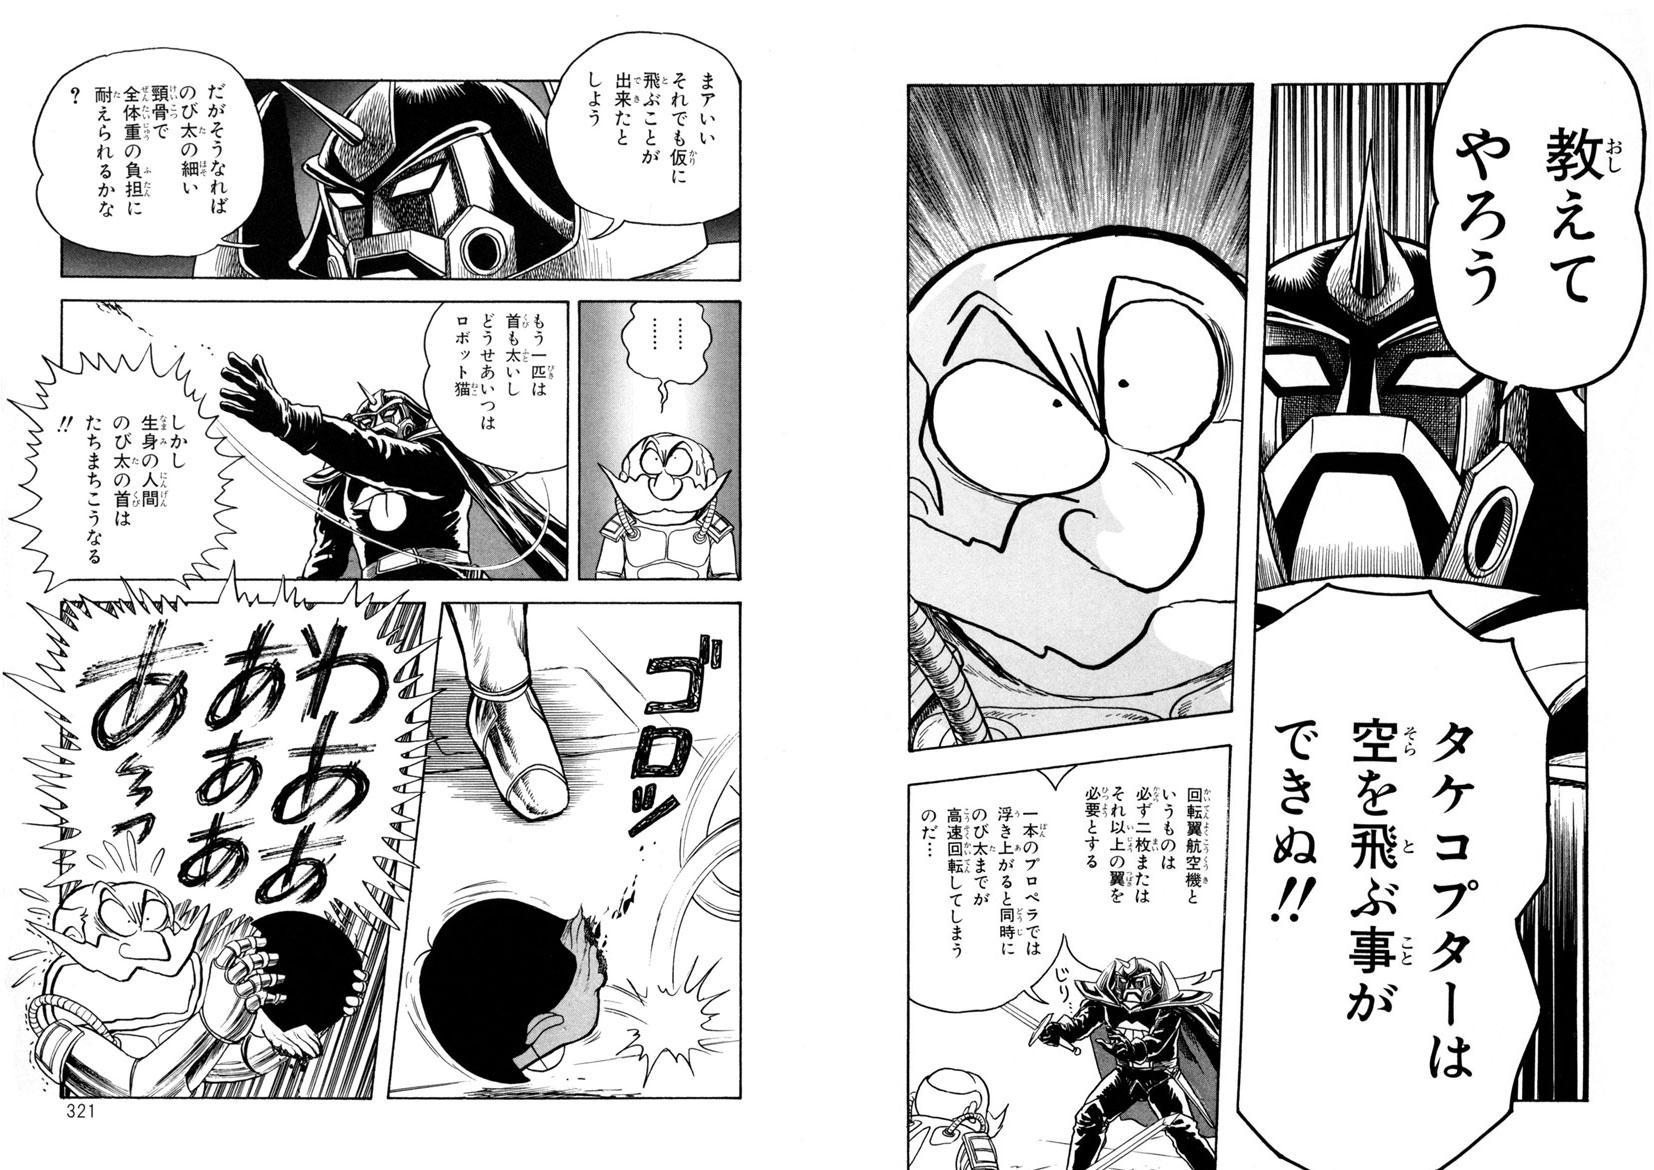 教えて
やろう
タケコプターは
空を飛ぶ事が
できぬ!!
回転翼航空機と
いうものは
必ず二枚または
それ以上の翼を
必要とする
一本のプロペラでは
浮き上がると同時に
のび太までが
高速回転してしまう
のだ…
じり…
まアいい
それでも仮に
飛ぶことが
出来たと
しよう
だがそうなれば
のび太の細い
頸骨で
全体重の負担に
耐えられるかな
?
……
……
もう一匹は
首も太いし
どうせあいつは
ロボット猫
しかし
生身の人間
のび太の首は
たちまちこうなる
!!
ゴロッ
わあああ
ああああ
あぁっ
321